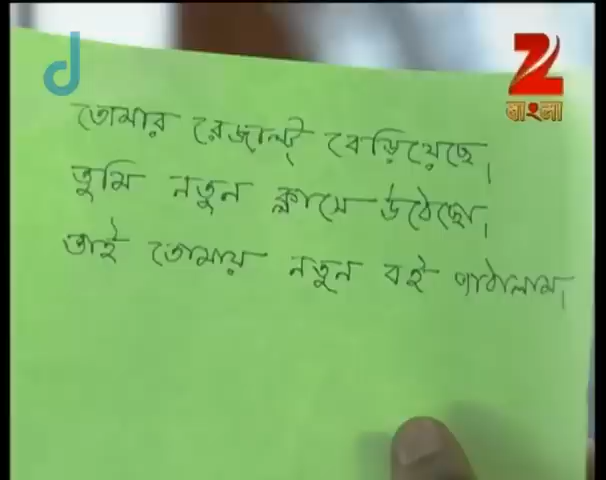 বাংলা
তোমার রেজাল্ট্ বেড়িয়েছে।
তুমি নতুন ক্লাসে উঠেছো।
তাই তোমায় নতুন বই পাঠালাম।